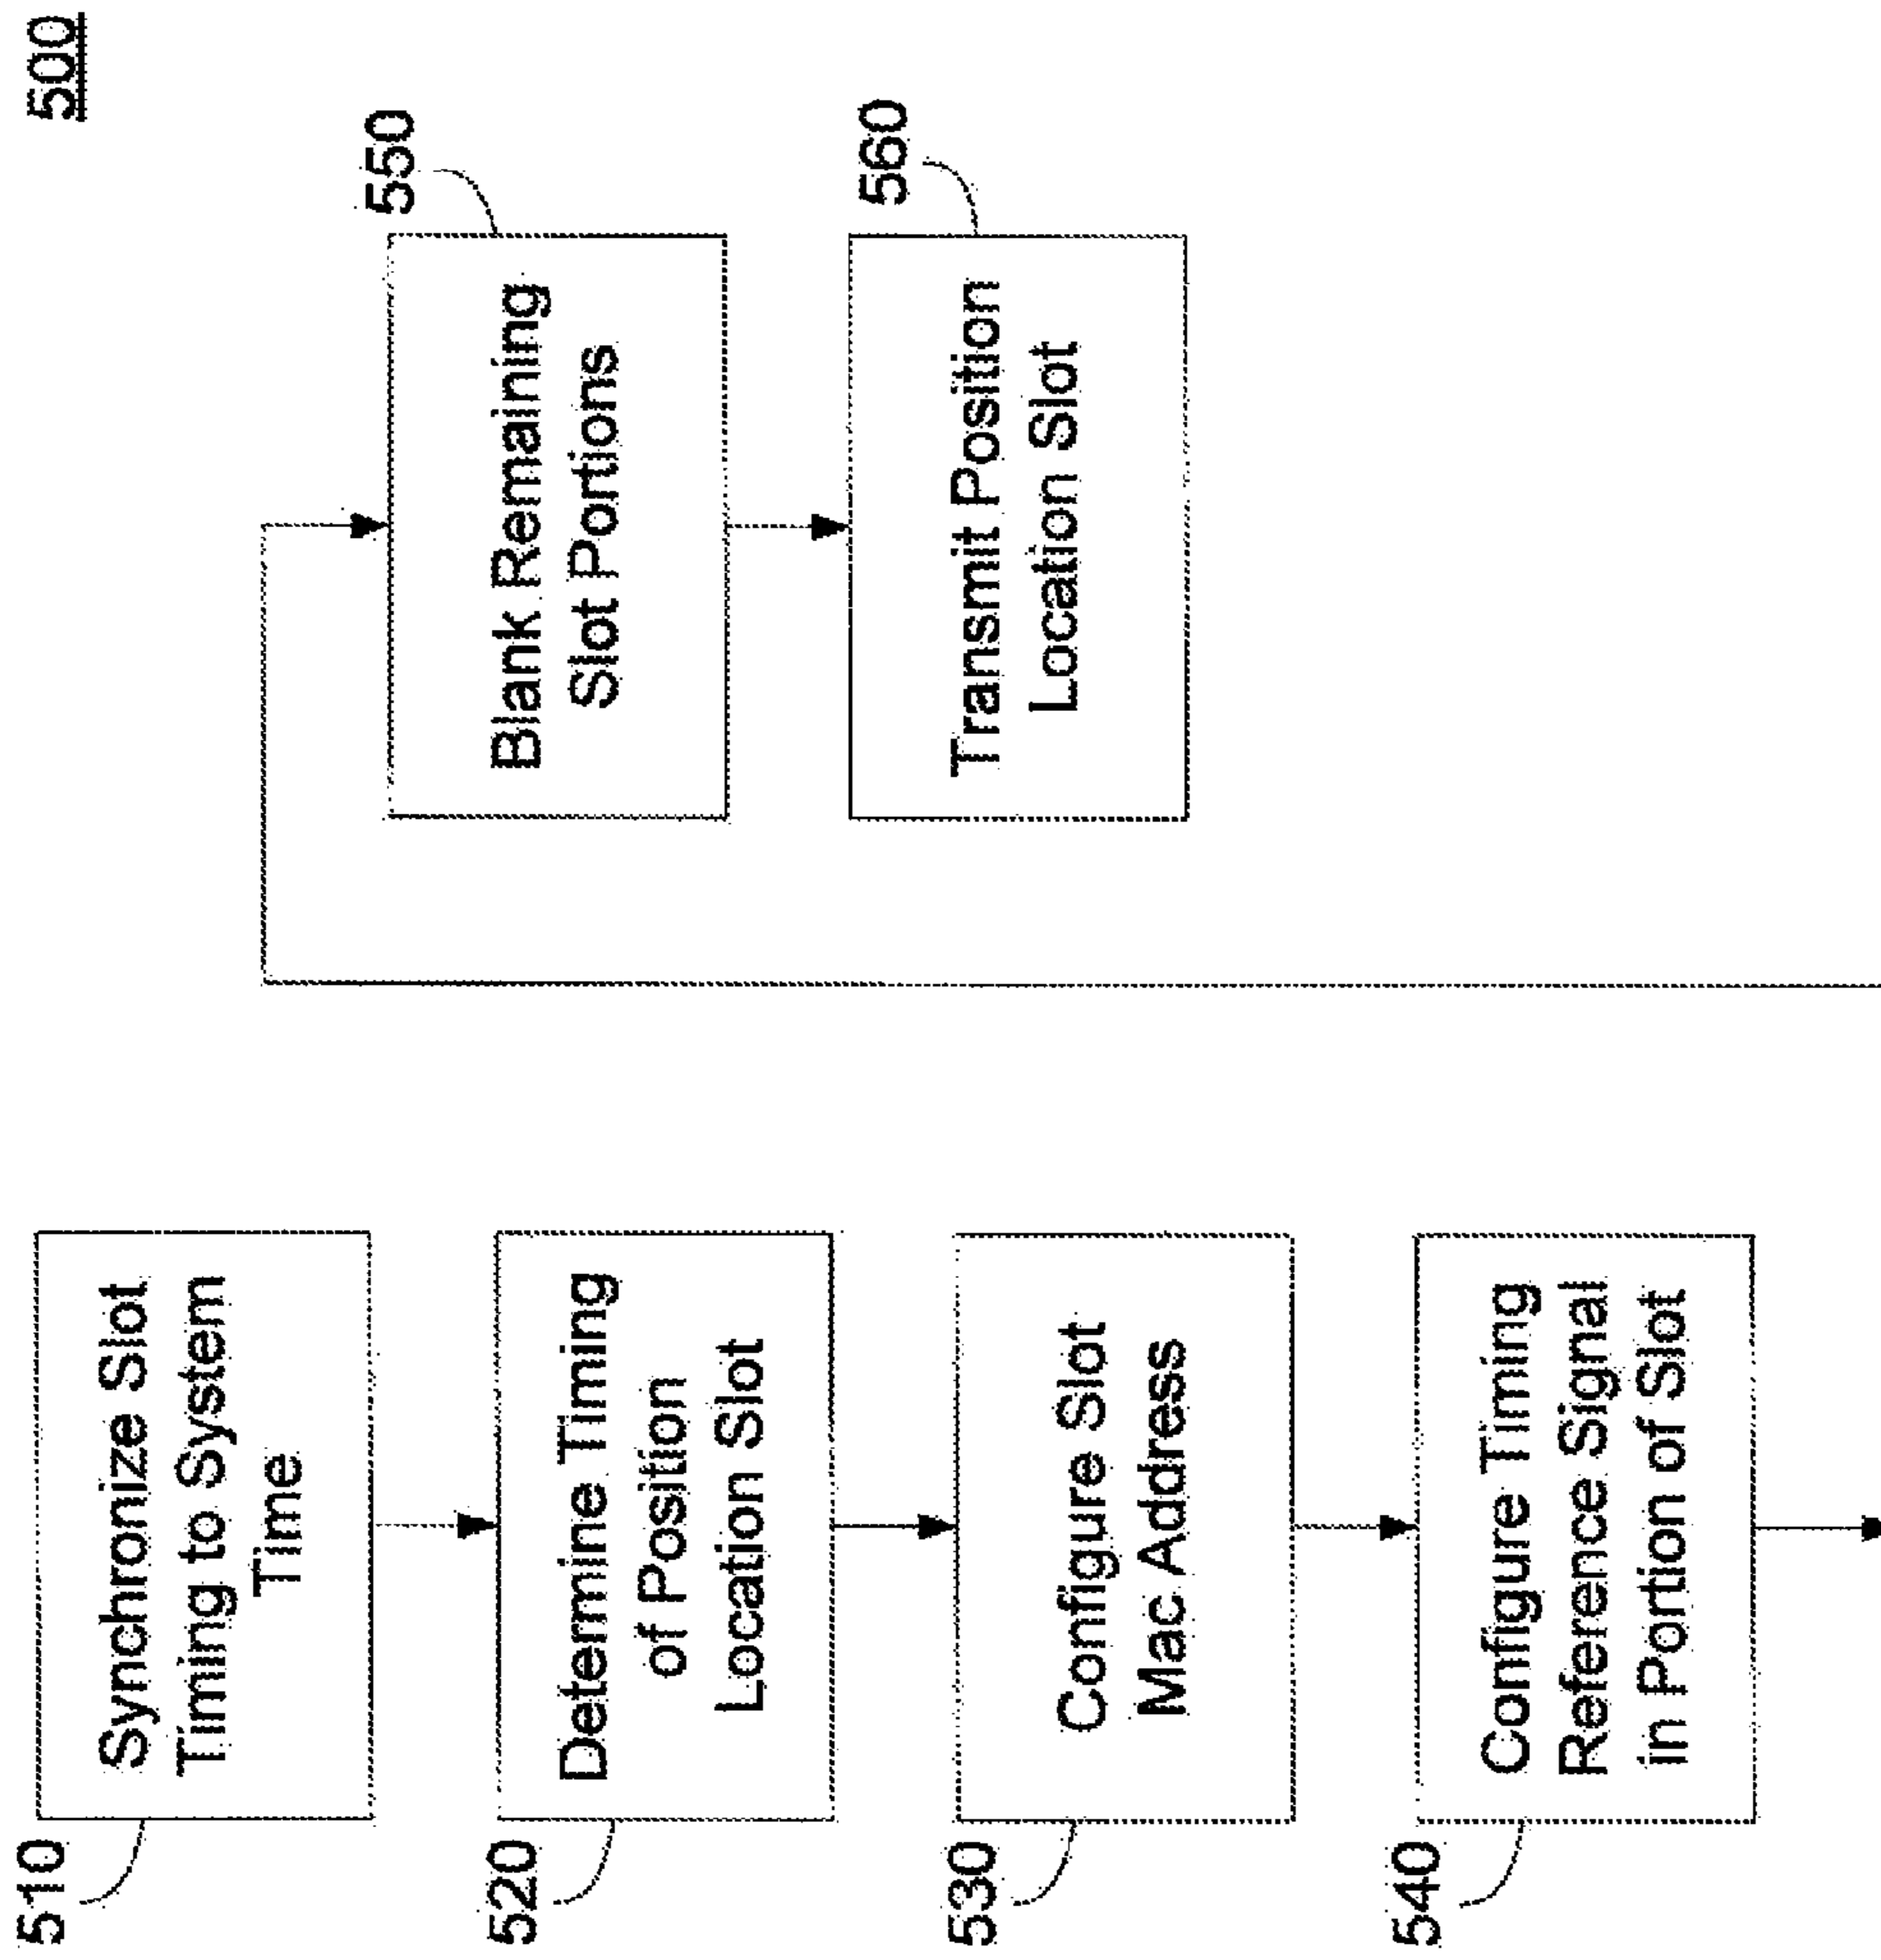 500
510
Synchronize Slot
Timing to System
Time
520
Determine Timing
of Position
Location Slot
530
Configure Slot
Mac Address
540
Configure Timing
Reference Signal
in Portion of Slot
550
Blank Remaining
Slot Portions
560
Transmit Position
Location Slot